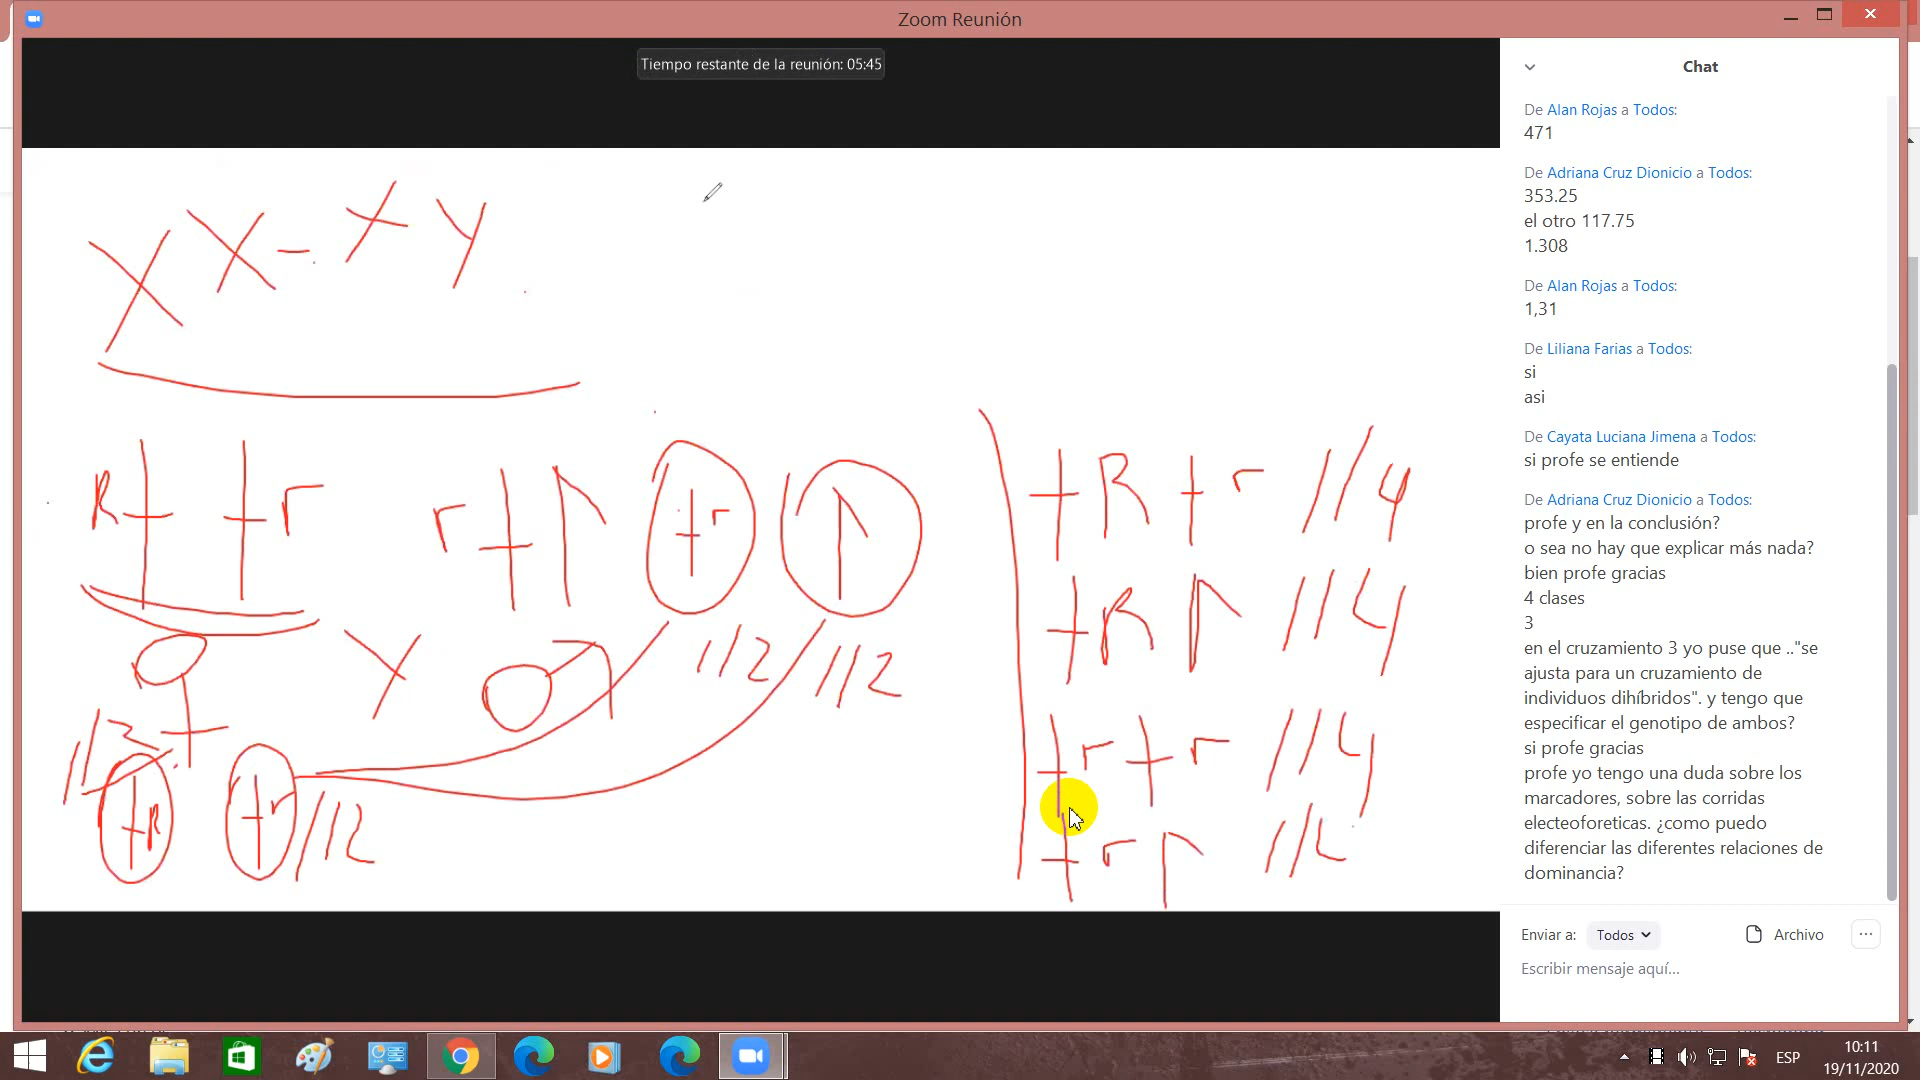 Zoom Reunión
Tiempo restante de la reunión: 05:45
X X - X Y
R r r
r
1/2 1/2
X
1/2
R r 1/2
R r 1/4
R 1/4
r r 1/4
r
Chat
De Alan Rojas a Todos:
471
De Adriana Cruz Dionicio a Todos:
353.25
el otro 117.75
1.308
De Alan Rojas a Todos:
1,31
De Liliana Farias a Todos:
si
asi
De Cayata Luciana Jimena a Todos:
si profe se entiende
De Adriana Cruz Dionicio a Todos:
profe y en la conclusión?
o sea no hay que explicar más nada?
bien profe gracias
4 clases
3
en el cruzamiento 3 yo puse que .."se
ajusta para un cruzamiento de
individuos dihíbridos". y tengo que
especificar el genotipo de ambos?
si profe gracias
profe yo tengo una duda sobre los
marcadores, sobre las corridas
electeoforeticas. ¿como puedo
diferenciar las diferentes relaciones de
dominancia?
Enviar a: Todos Archivo
Escribir mensaje aquí...
ESP
10:11
19/11/2020